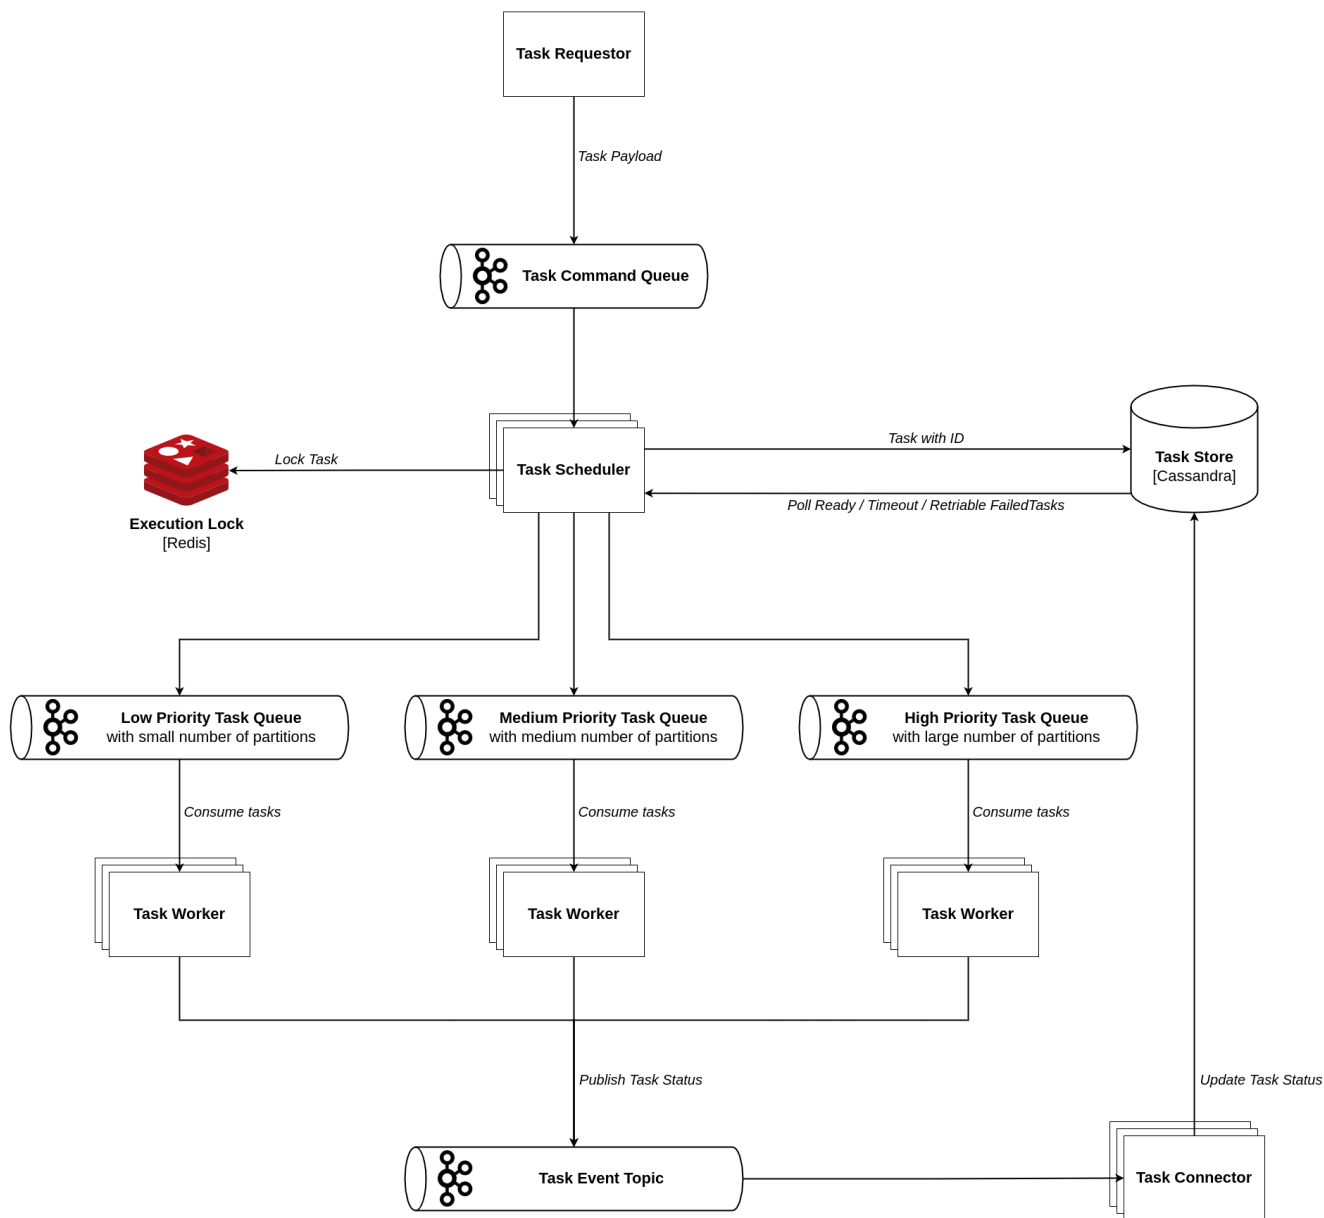 Task Requestor
Task Payload
Task Command Queue
Task Scheduler
Lock Task
Execution Lock
[Redis]
Task with ID
Poll Ready / Timeout / Retriable FailedTasks
Task Store
[Cassandra]
Low Priority Task Queue
with small number of partitions
Medium Priority Task Queue
with medium number of partitions
High Priority Task Queue
with large number of partitions
Consume tasks
Consume tasks
Consume tasks
Task Worker
Task Worker
Task Worker
Publish Task Status
Update Task Status
Task Event Topic
Task Connector